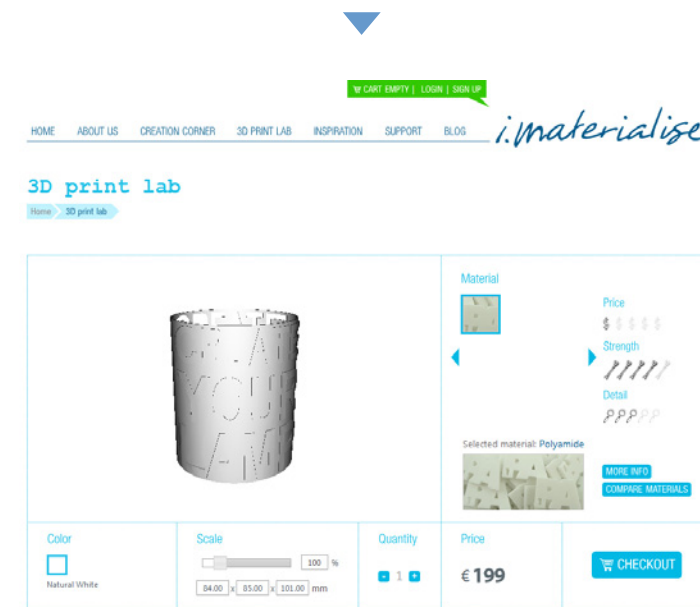 CART EMPTY | LOGIN | SIGN UP
HOME ABOUT US CREATION CORNER 3D PRINT LAB INSPIRATION SUPPORT BLOG
i.materialise
3D print lab
Home 3D print lab
Material
Price
$ $ $ $ $
Strength
Detail
YOUR
Selected material: Polyamide
MORE INFO
COMPARE MATERIALS
Color Scale Quantity Price
100 %
1
€ 199
CHECKOUT
Natural White
84.00 x 85.00 x 101.00 mm